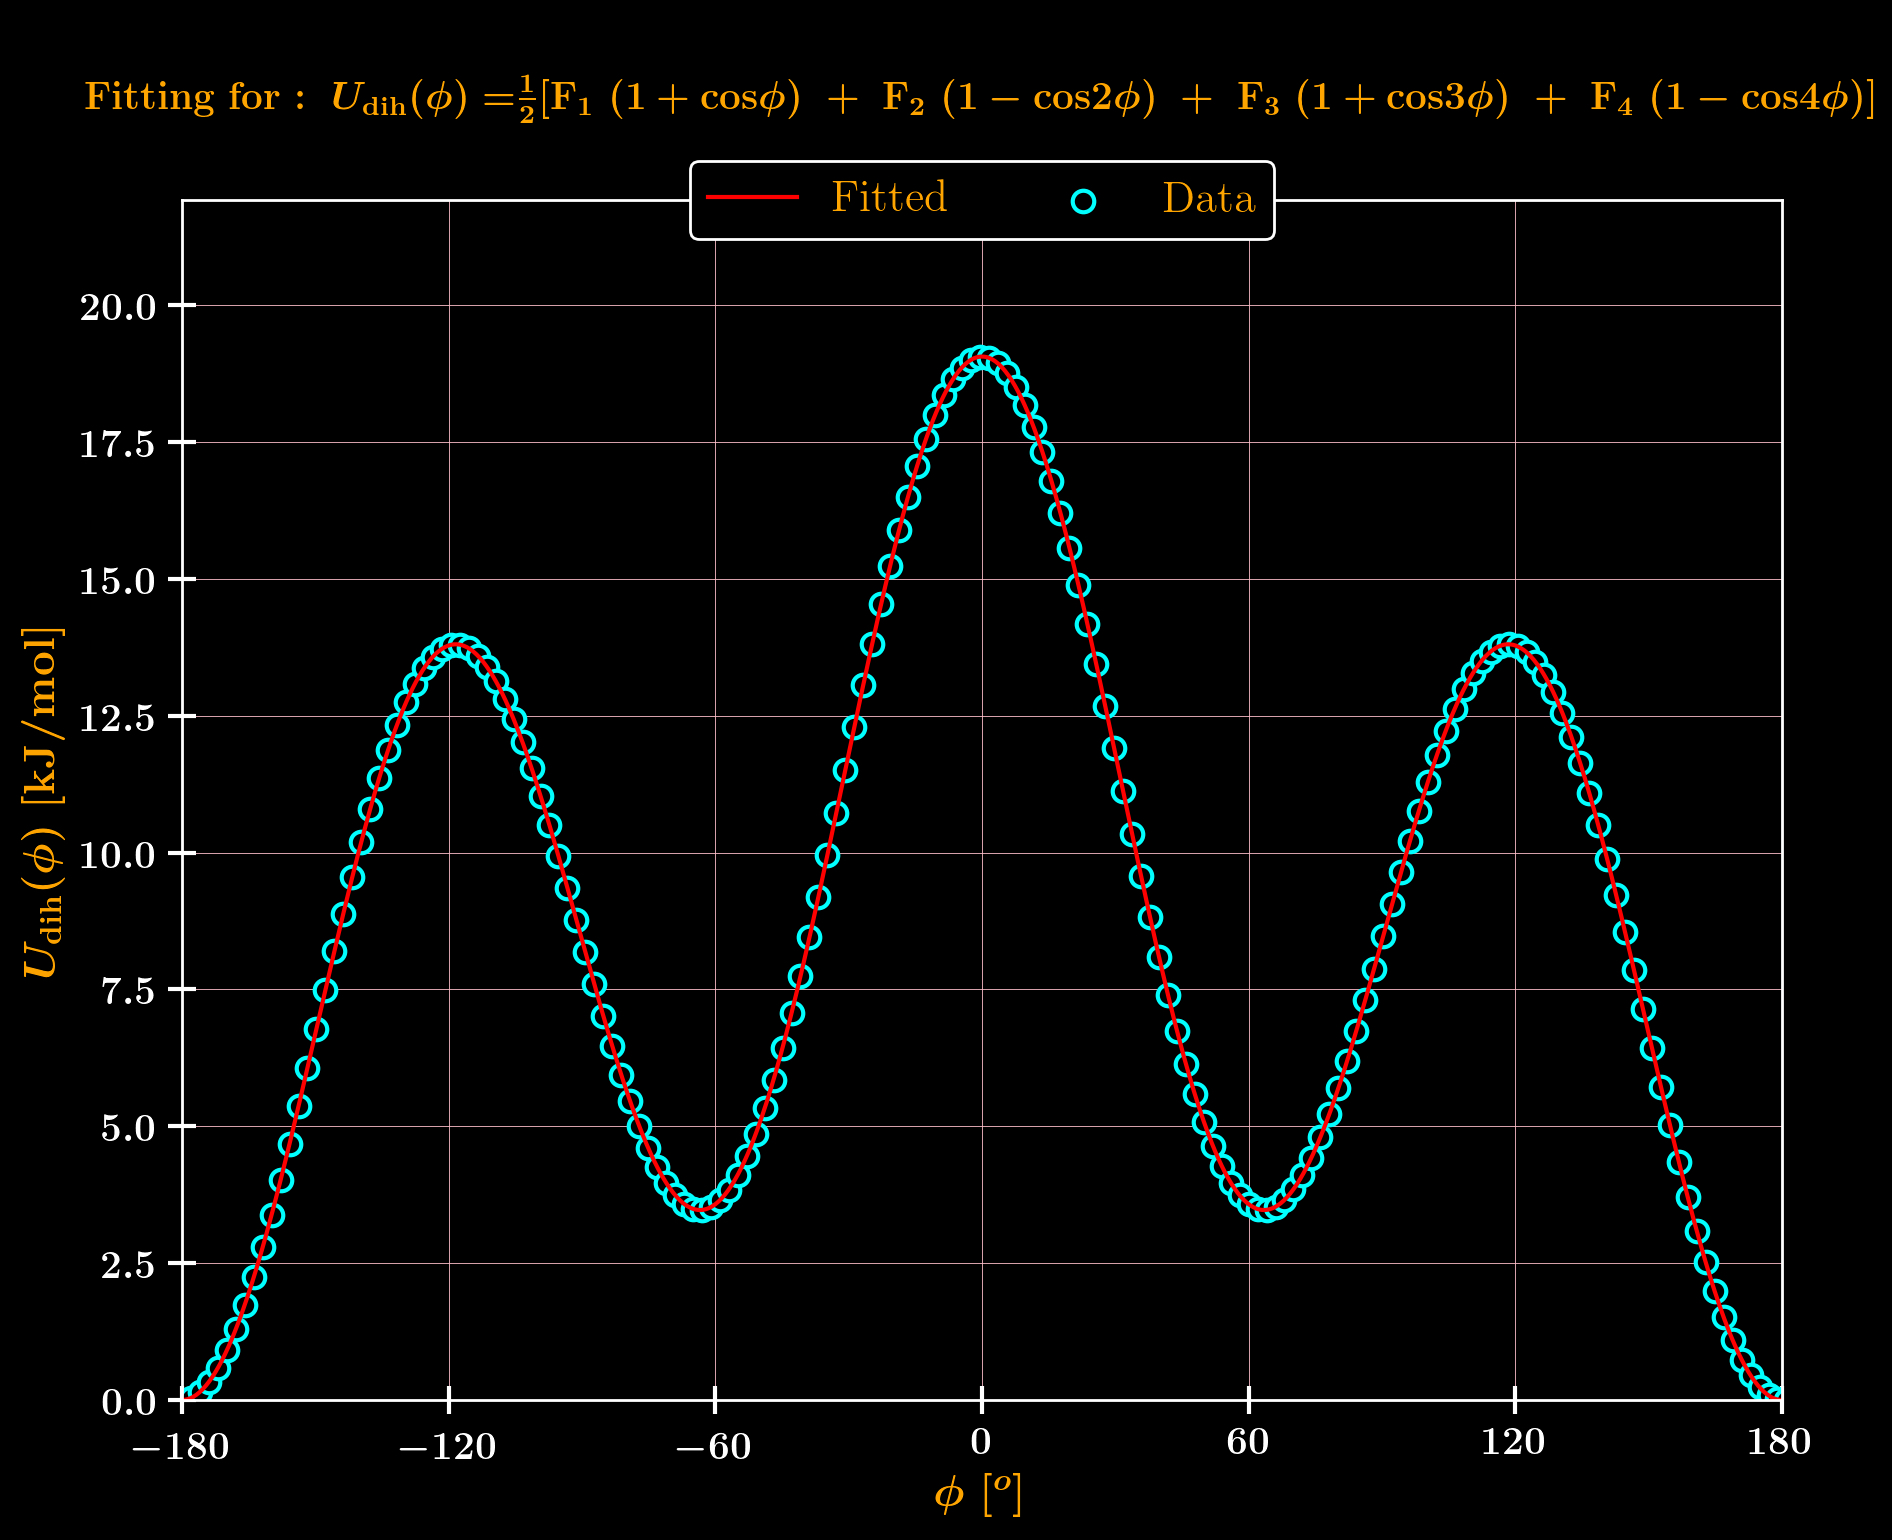 Fitting for : U_dih(ϕ) =½[F₁ (1 + cosϕ) + F₂ (1 − cos2ϕ) + F₃ (1 + cos3ϕ) + F₄ (1 − cos4ϕ)]
Fitted Data
20.0
17.5
15.0
12.5
10.0
7.5
5.0
2.5
0.0
U_dih(ϕ) [kJ/mol]
−180 −120 −60 0 60 120 180
ϕ [º]